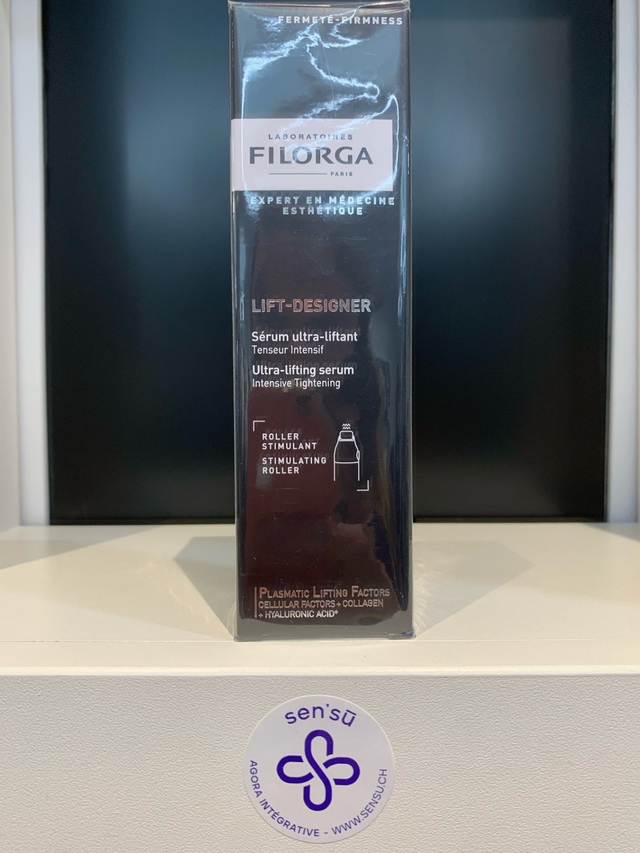 FERMETÉ-FIRMNESS
LABORATOIRES
FILORGA
PARIS
EXPERT EN MÉDECINE
ESTHÉTIQUE
LIFT-DESIGNER
Sérum ultra-liftant
Tenseur Intensif
Ultra-lifting serum
Intensive Tightening
ROLLER
STIMULANT
STIMULATING
ROLLER
PLASMATIC LIFTING FACTORS
CELLULAR FACTORS + COLLAGEN
+ HYALURONIC ACID*
sen'sū
AGORA INTÉGRATIVE - WWW.SENSU.CH